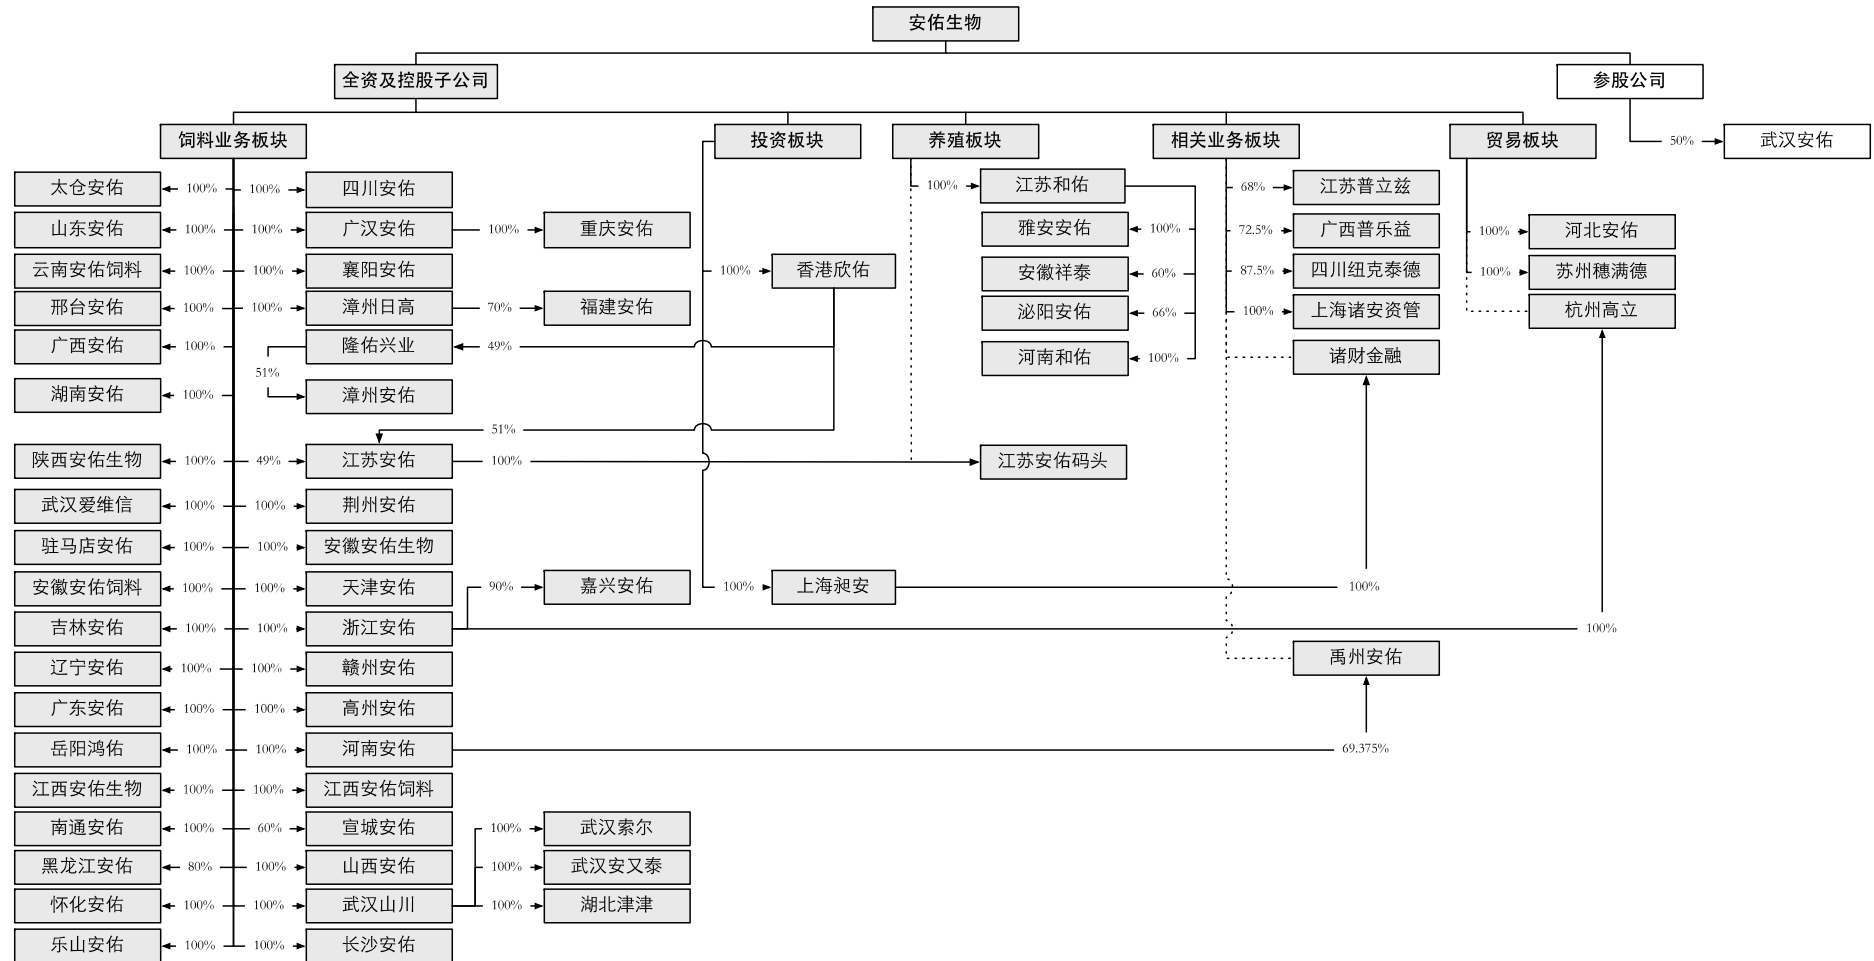 安佑生物
全资及控股子公司
参股公司
饲料业务板块
投资板块
养殖板块
相关业务板块
贸易板块
50%
武汉安佑
太仓安佑
100%
100%
四川安佑
100%
江苏和佑
68%
江苏普立兹
山东安佑
100%
100%
广汉安佑
100%
重庆安佑
雅安安佑
100%
72.5%
广西普乐益
100%
河北安佑
云南安佑饲料
100%
100%
襄阳安佑
100%
香港欣佑
安徽祥泰
60%
87.5%
四川纽克泰德
100%
苏州穗满德
邢台安佑
100%
100%
漳州日高
70%
福建安佑
泌阳安佑
66%
100%
上海诸安资管
杭州高立
广西安佑
100%
隆佑兴业
49%
河南和佑
100%
诸财金融
51%
湖南安佑
100%
漳州安佑
51%
陕西安佑生物
100%
49%
江苏安佑
100%
江苏安佑码头
武汉爱维信
100%
100%
荆州安佑
驻马店安佑
100%
100%
安徽安佑生物
安徽安佑饲料
100%
100%
天津安佑
90%
嘉兴安佑
100%
上海昶安
100%
吉林安佑
100%
100%
浙江安佑
100%
辽宁安佑
100%
100%
赣州安佑
禹州安佑
广东安佑
100%
100%
高州安佑
岳阳鸿佑
100%
100%
河南安佑
69.375%
江西安佑生物
100%
100%
江西安佑饲料
南通安佑
100%
60%
宣城安佑
100%
武汉索尔
黑龙江安佑
80%
100%
山西安佑
100%
武汉安又泰
怀化安佑
100%
100%
武汉山川
100%
湖北津津
乐山安佑
100%
100%
长沙安佑